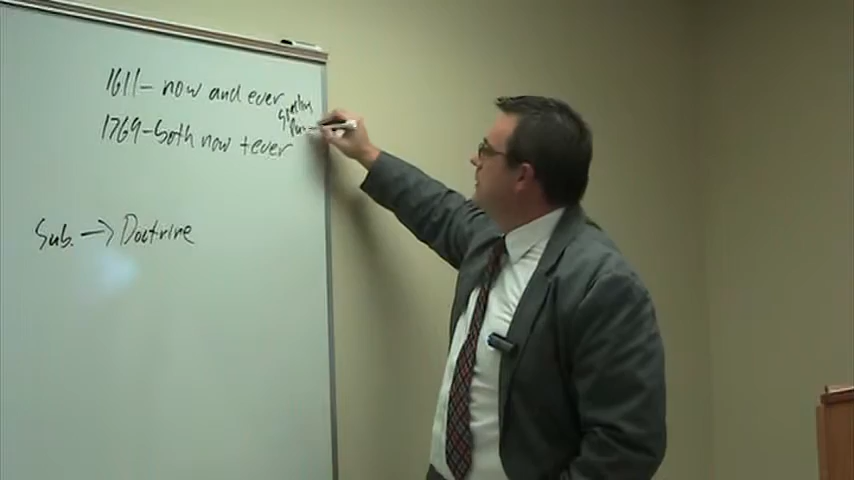 1611- now and ever
1769-both now + ever
Sub. → Doctrine